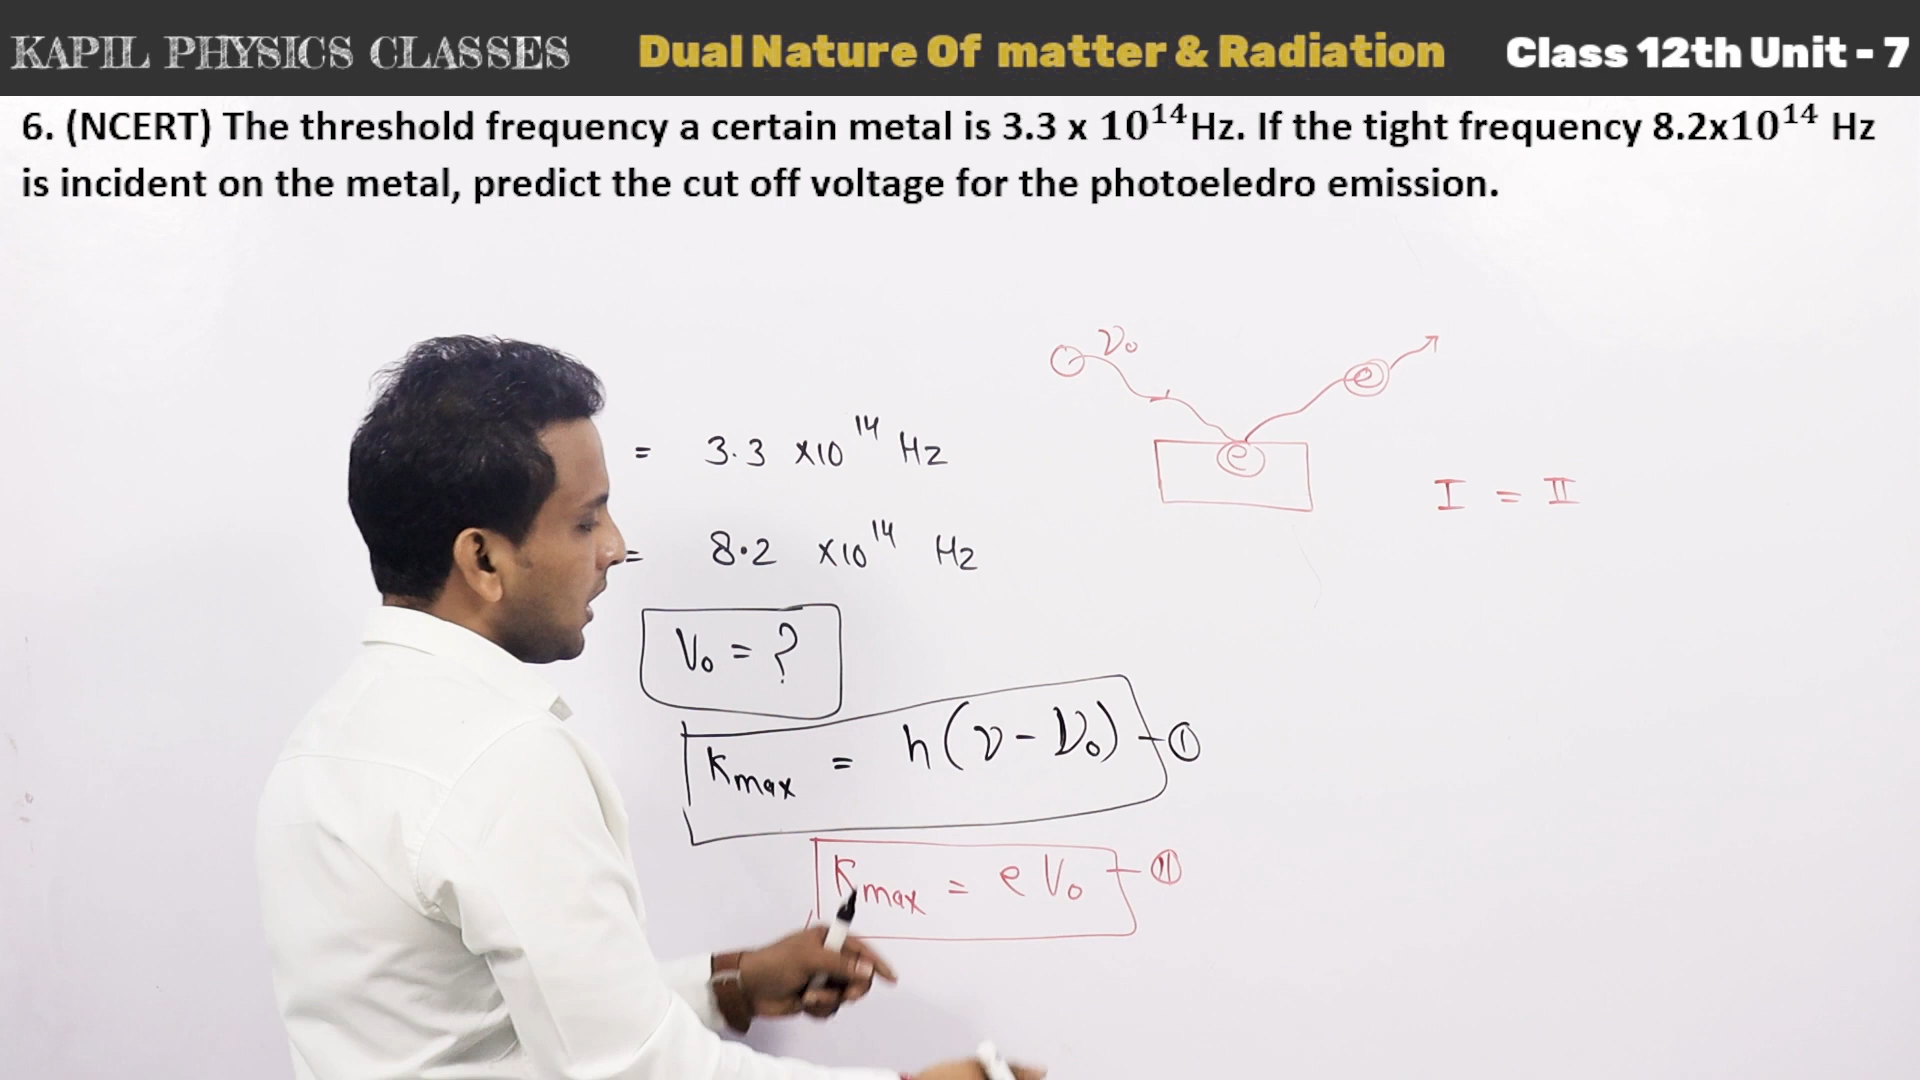 KAPIL PHYSICS CLASSES Dual Nature Of matter & Radiation Class 12th Unit - 7
6. (NCERT) The threshold frequency a certain metal is 3.3 x 10¹⁴Hz. If the tight frequency 8.2x10¹⁴ Hz
is incident on the metal, predict the cut off voltage for the photoeledro emission.
ν₀
e
= 3.3 ×10¹⁴ Hz
e
I = II
= 8.2 ×10¹⁴ Hz
V₀ = ?
Kmax = h(ν - ν₀) - ①
Kmax = eV₀ - ⑪